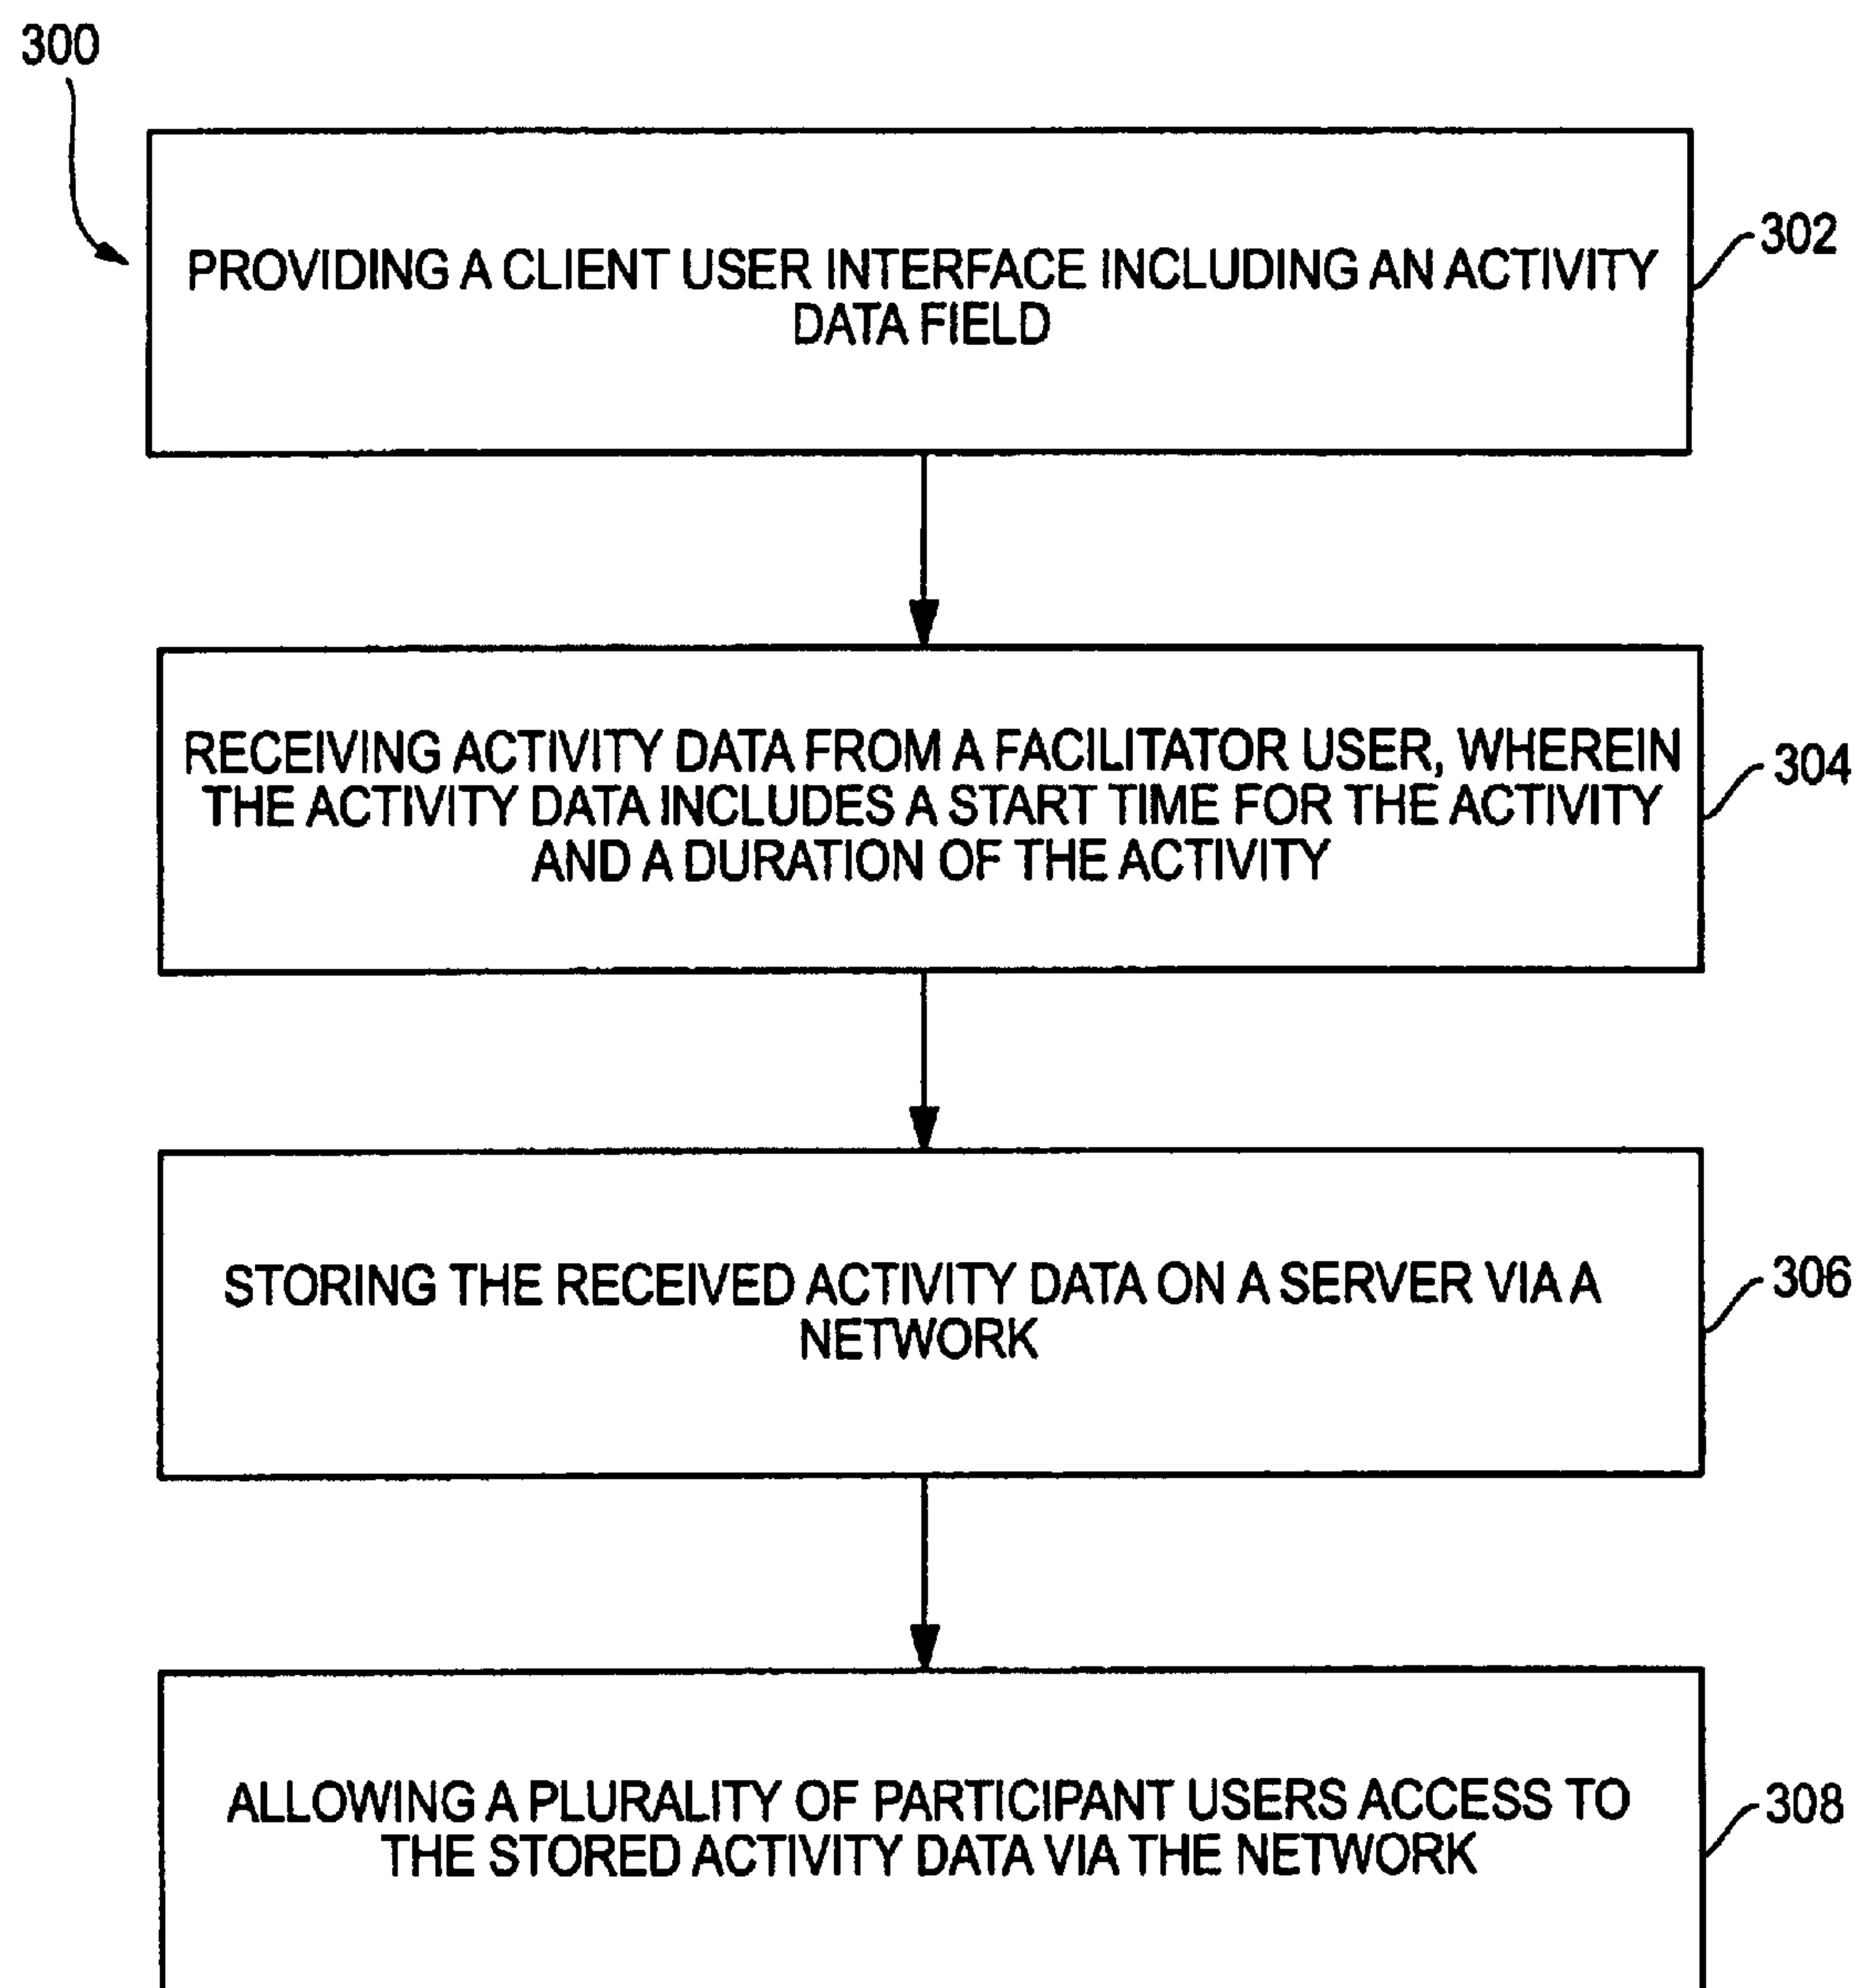 300
PROVIDING A CLIENT USER INTERFACE INCLUDING AN ACTIVITY
DATA FIELD
302
RECEIVING ACTIVITY DATA FROM A FACILITATOR USER, WHEREIN
THE ACTIVITY DATA INCLUDES A START TIME FOR THE ACTIVITY
AND A DURATION OF THE ACTIVITY
304
STORING THE RECEIVED ACTIVITY DATA ON A SERVER VIA A
NETWORK
306
ALLOWING A PLURALITY OF PARTICIPANT USERS ACCESS TO
THE STORED ACTIVITY DATA VIA THE NETWORK
308